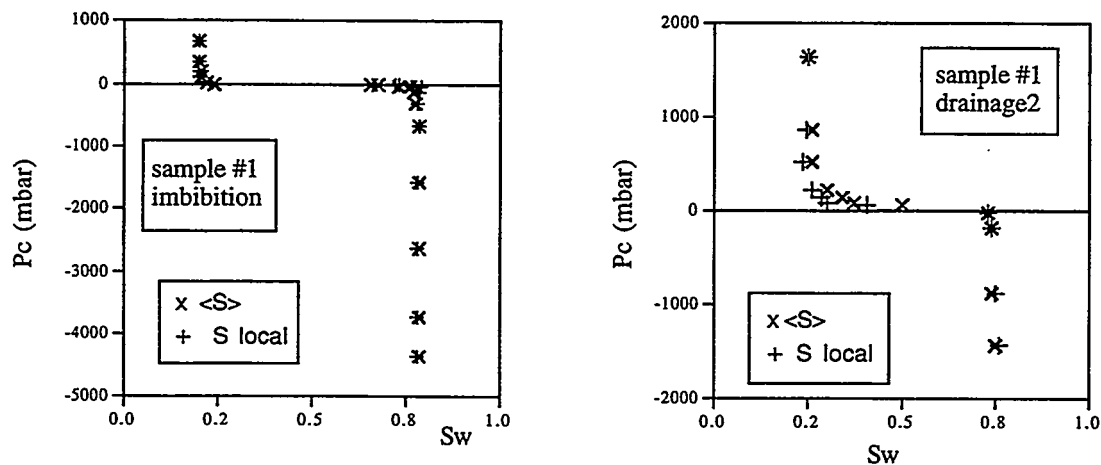 1000
0
-1000
-2000
-3000
-4000
-5000
Pc (mbar)
sample #1
imbibition
x <S>
+ S local
0.0
0.2
0.5
0.8
1.0
Sw
2000
1000
0
-1000
-2000
Pc (mbar)
sample #1
drainage2
x <S>
+ S local
0.0
0.2
0.5
0.8
1.0
Sw